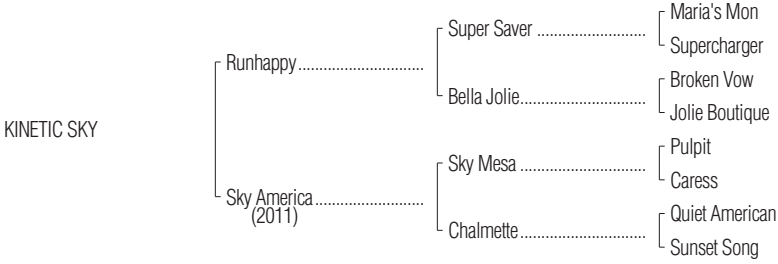 Maria's Mon
Super Saver ..............................
Supercharger
Runhappy..................................
Broken Vow
Bella Jolie...................................
Jolie Boutique
KINETIC SKY
Pulpit
Sky Mesa ...................................
Caress
Sky America..............................
(2011)
Quiet American
Chalmette...................................
Sunset Song